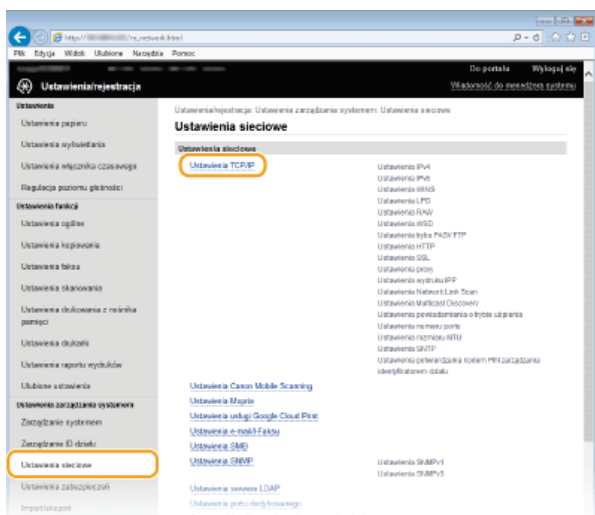 http://
/m_network.html
Plik Edycja Widok Ulubione Narzędzia Pomoc
Do portalu Wyloguj się
Ustawienia/rejestracja
Wiadomość do menedżera systemu
Ustawienia
Ustawienia papieru
Ustawienia wyświetlania
Ustawienia włącznika czasowego
Regulacja poziomu głośności
Ustawienia funkcji
Ustawienia ogólne
Ustawienia kopiowania
Ustawienia faksu
Ustawienia skanowania
Ustawienia drukowania z nośnika
pamięci
Ustawienia drukarki
Ustawienia raportu wydruków
Ulubione ustawienia
Ustawienia zarządzania systemem
Zarządzanie systemem
Zarządzanie ID działu
Ustawienia sieciowe
Ustawienia zabezpieczeń
Import/eksport
Ustawienia/rejestracja: Ustawienia zarządzania systemem: Ustawienia sieciowe
Ustawienia sieciowe
Ustawienia sieciowe
Ustawienia TCP/IP
Ustawienia IPv4
Ustawienia IPv6
Ustawienia WINS
Ustawienia LPD
Ustawienia RAW
Ustawienia WSD
Ustawienia trybu PASV FTP
Ustawienia HTTP
Ustawienia SSL
Ustawienia proxy
Ustawienia wydruku IPP
Ustawienia Network Link Scan
Ustawienia Multicast Discovery
Ustawienia powiadamiania o trybie uśpienia
Ustawienia numeru portu
Ustawienia rozmiaru MTU
Ustawienia SNTP
Ustawienia potwierdzania kodem PIN zarządzania
identyfikatorem działu
Ustawienia Canon Mobile Scanning
Ustawienia Mopria
Ustawienia usługi Google Cloud Print
Ustawienia e-mail/I-Faksu
Ustawienia SMB
Ustawienia SNMP
Ustawienia SNMPv1
Ustawienia SNMPv3
Ustawienia serwera LDAP
Ustawienia portu dedykowanego